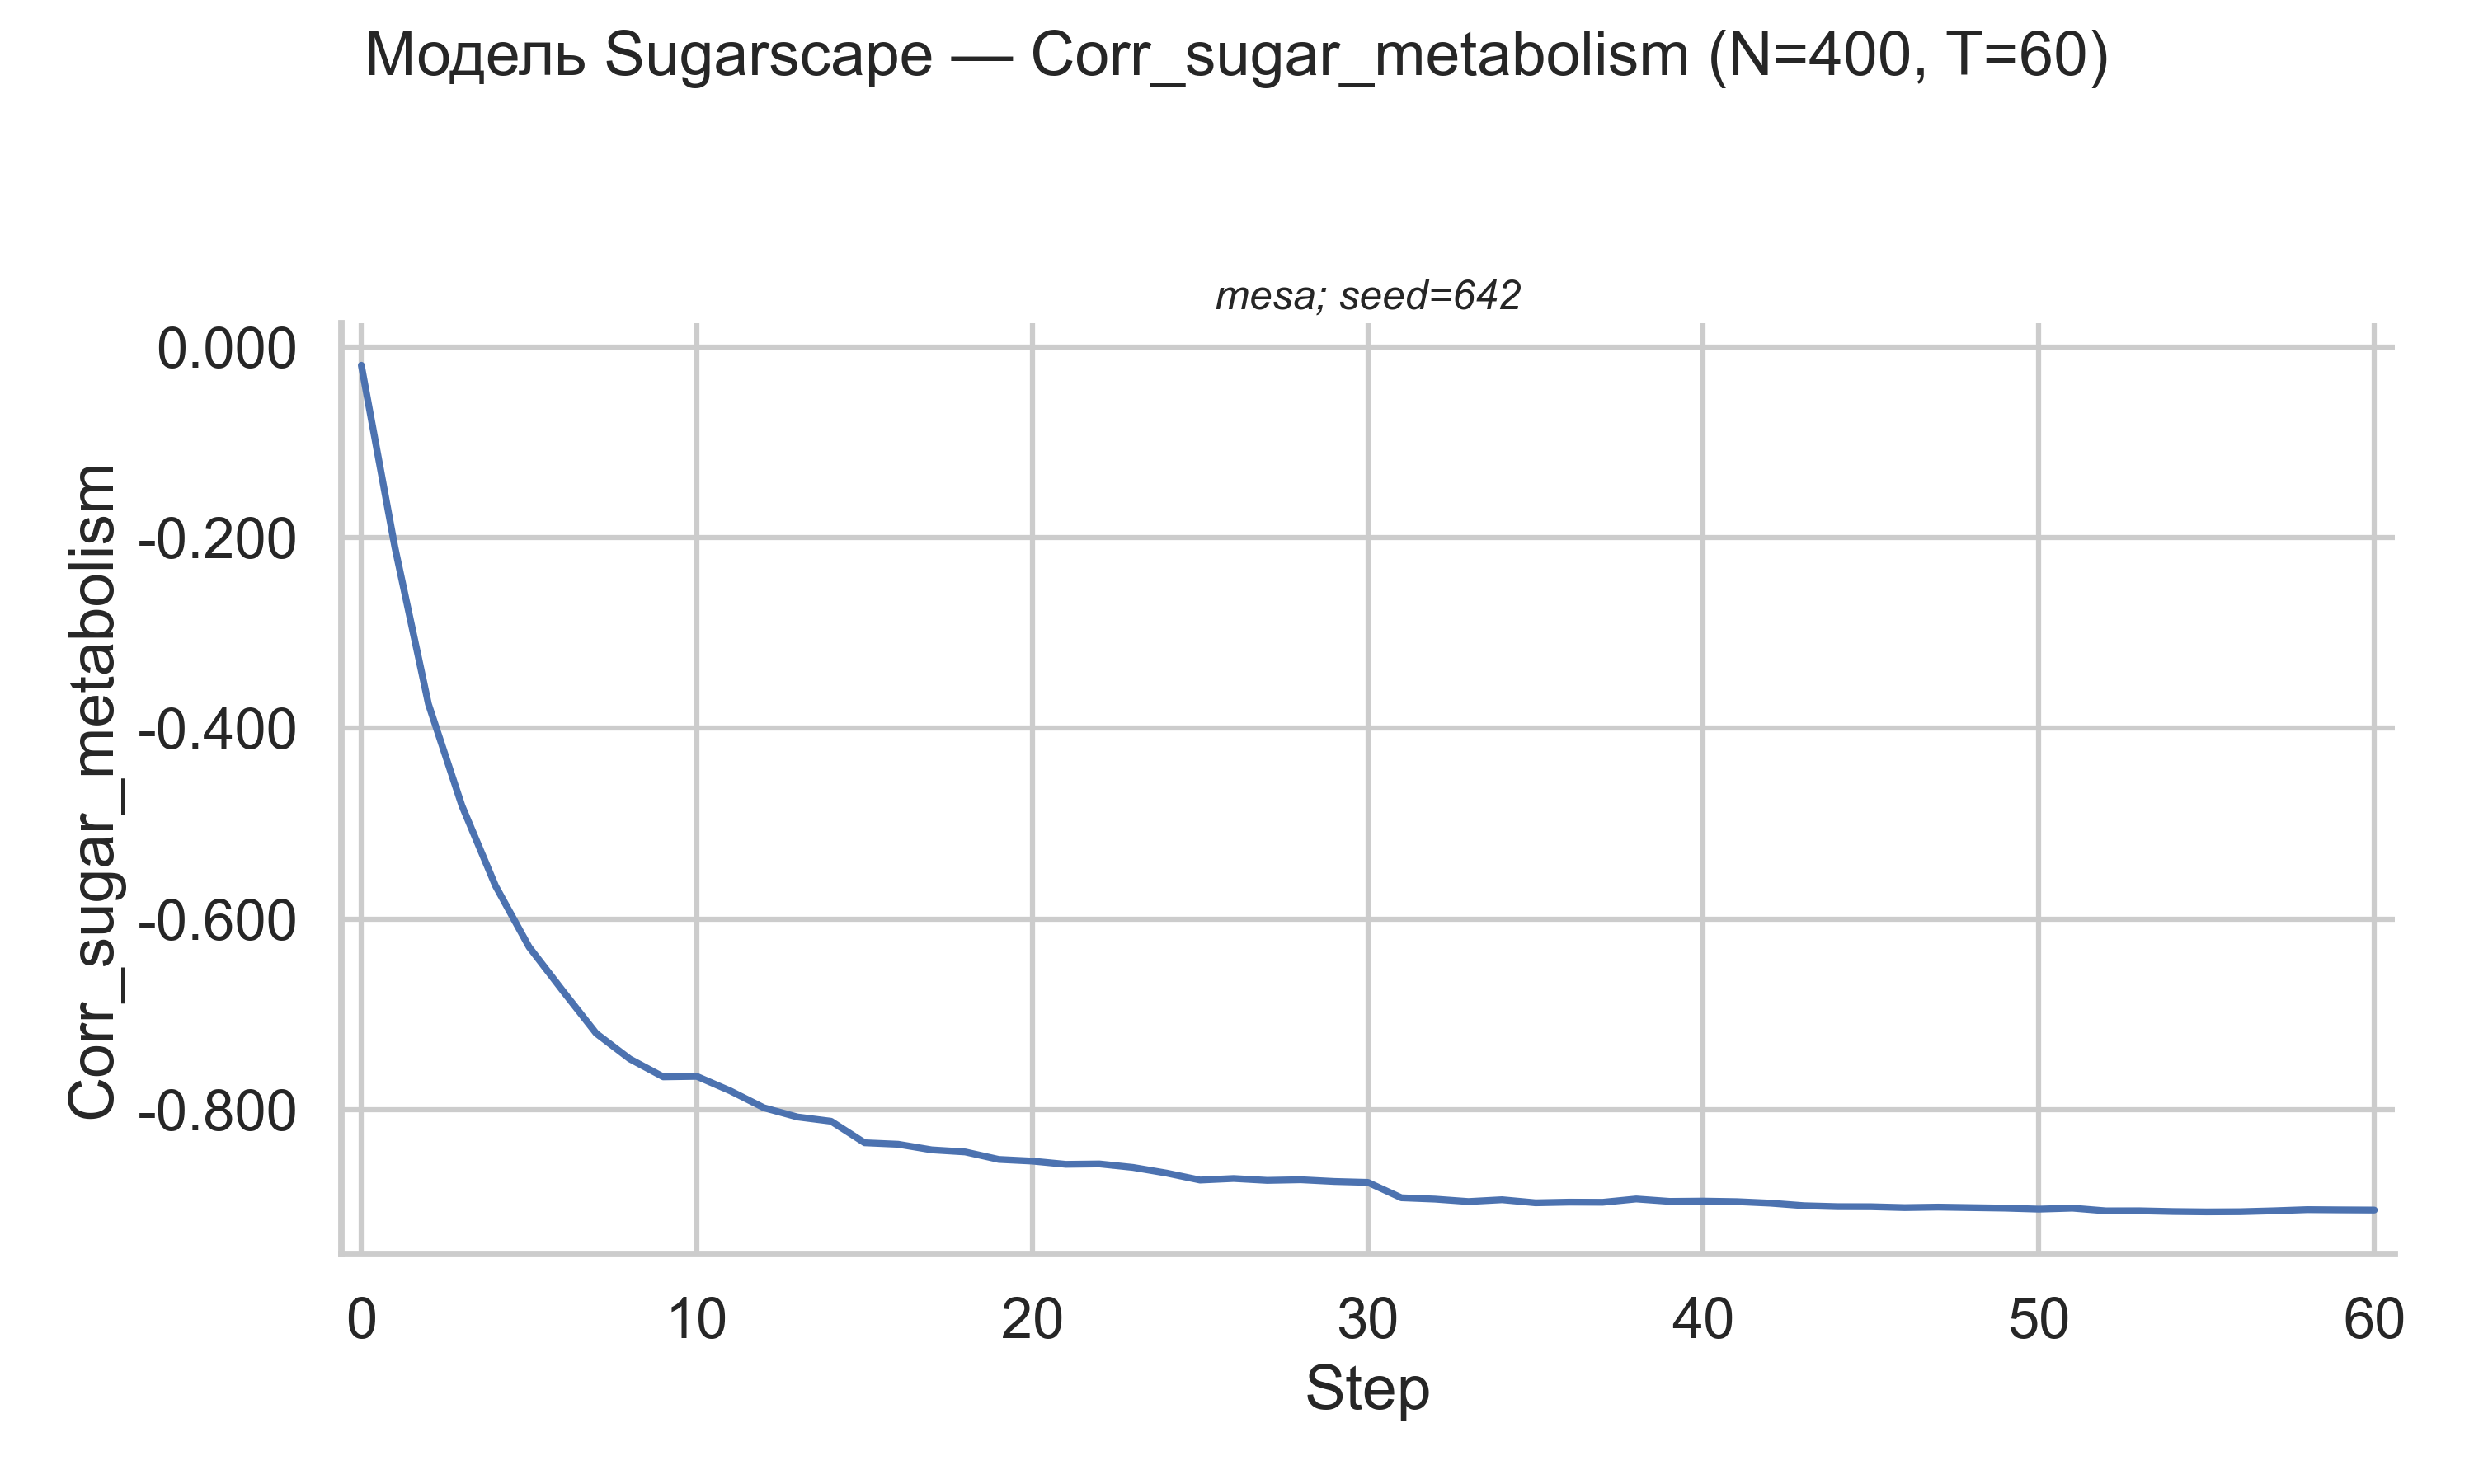 Модель Sugarscape — Corr_sugar_metabolism (N=400, T=60)
mesa; seed=642
Corr_sugar_metabolism
0.000
-0.200
-0.400
-0.600
-0.800
0 10 20 30 40 50 60
Step